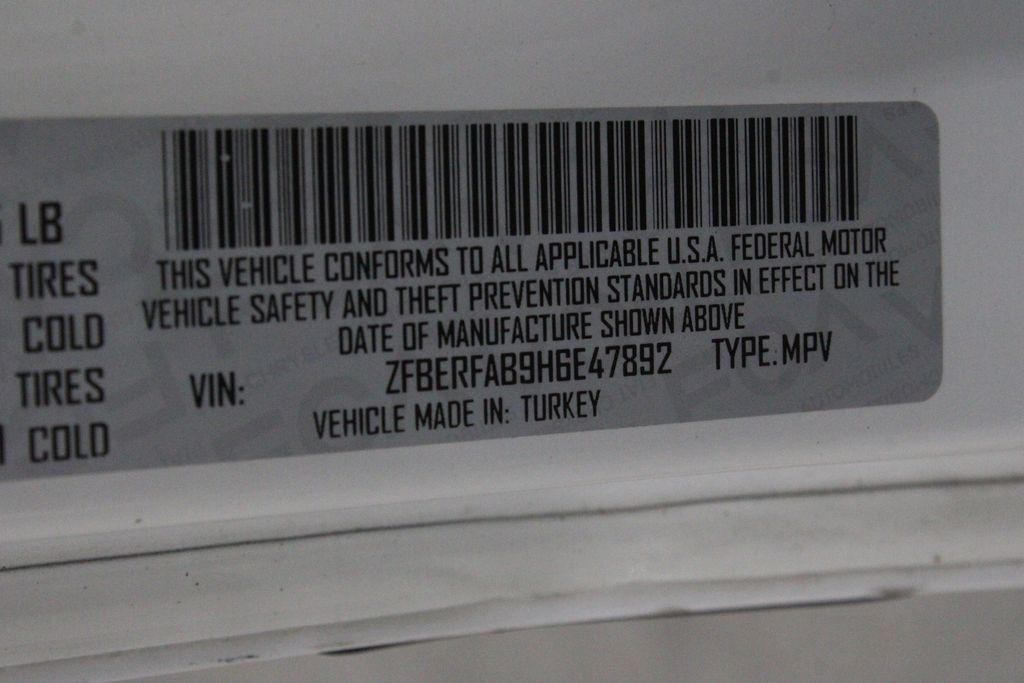 LB
TIRES
COLD
TIRES
COLD
THIS VEHICLE CONFORMS TO ALL APPLICABLE U.S.A. FEDERAL MOTOR
VEHICLE SAFETY AND THEFT PREVENTION STANDARDS IN EFFECT ON THE
DATE OF MANUFACTURE SHOWN ABOVE
VIN: ZFBERFAB9H6E47892 TYPE: MPV
VEHICLE MADE IN: TURKEY